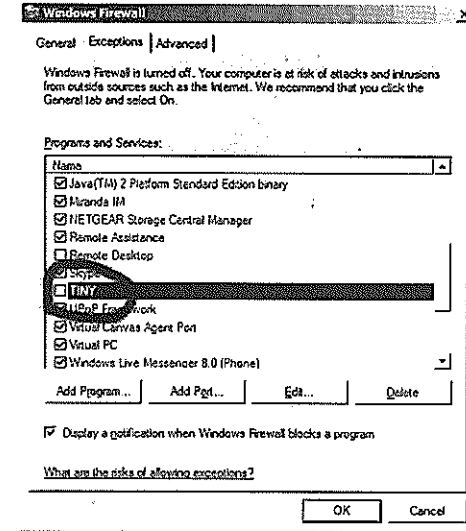 Windows Firewall
General Exceptions Advanced
Windows Firewall is turned off. Your computer is at risk of attacks and intrusions
from outside sources such as the Internet. We recommend that you click the
General tab and select On.
Programs and Services:
Name
Java(TM) 2 Platform Standard Edition binary
Miranda IM
NETGEAR Storage Central Manager
Remote Assistance
Remote Desktop
Skype
TINY
UPnP Framework
Virtual Canvas Agent Port
Virtual PC
Windows Live Messenger 8.0 (Phone)
Add Program... Add Port... Edit... Delete
Display a notification when Windows Firewall blocks a program
What are the risks of allowing exceptions?
OK Cancel